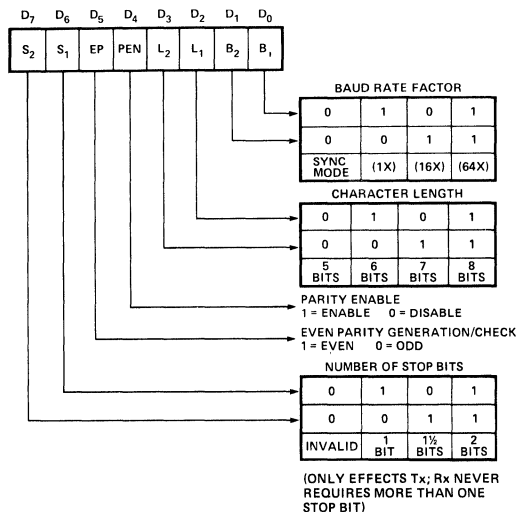 D7 D6 D5 D4 D3 D2 D1 D0
S2 S1 EP PEN L2 L1 B2 B1
BAUD RATE FACTOR
0 1 0 1
0 0 1 1
SYNC MODE (1X) (16X) (64X)
CHARACTER LENGTH
0 1 0 1
0 0 1 1
5 BITS 6 BITS 7 BITS 8 BITS
PARITY ENABLE
1 = ENABLE 0 = DISABLE
EVEN PARITY GENERATION/CHECK
1 = EVEN 0 = ODD
NUMBER OF STOP BITS
0 1 0 1
0 0 1 1
INVALID 1 BIT 1½ BITS 2 BITS
(ONLY EFFECTS Tx; Rx NEVER
REQUIRES MORE THAN ONE
STOP BIT)